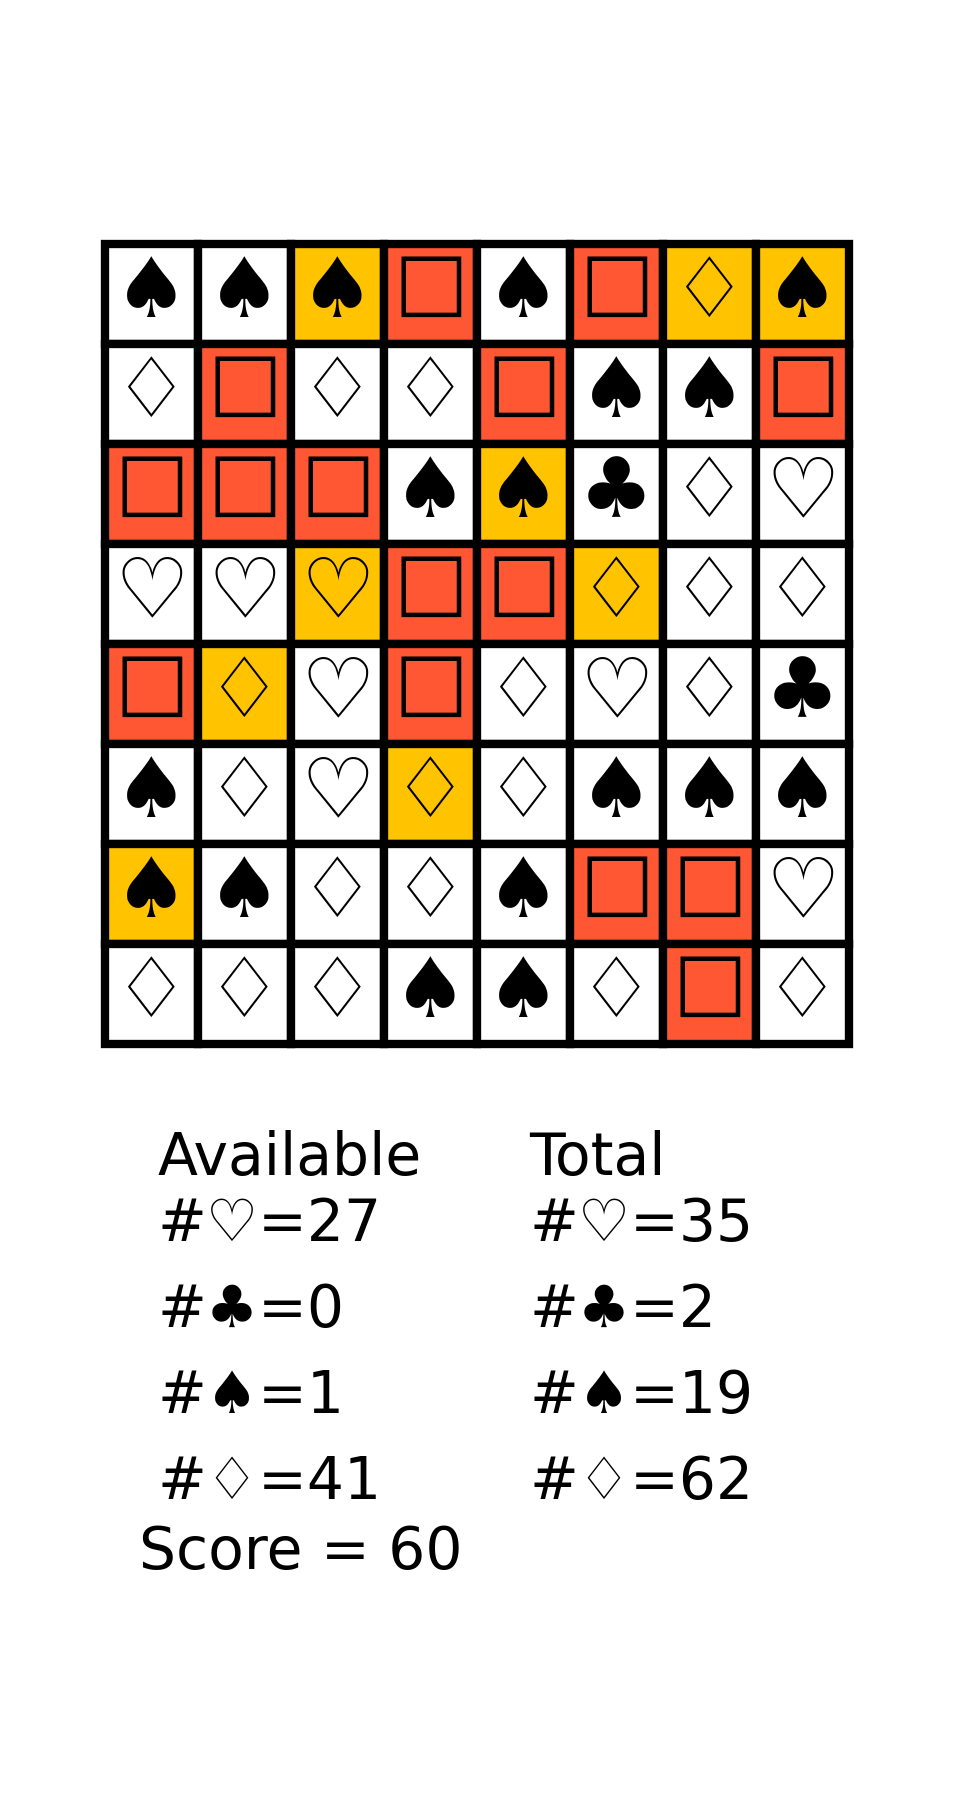 ♠ ♠ ♠ □ ♠ □ ♢ ♠
♢ □ ♢ ♢ □ ♠ ♠ □
□ □ □ ♠ ♠ ♣ ♢ ♡
♡ ♡ ♡ □ □ ♢ ♢ ♢
□ ♢ ♡ □ ♢ ♡ ♢ ♣
♠ ♢ ♡ ♢ ♢ ♠ ♠ ♠
♠ ♠ ♢ ♢ ♠ □ □ ♡
♢ ♢ ♢ ♠ ♠ ♢ □ ♢
Available Total
#♡=27 #♡=35
#♣=0 #♣=2
#♠=1 #♠=19
#♢=41 #♢=62
Score = 60